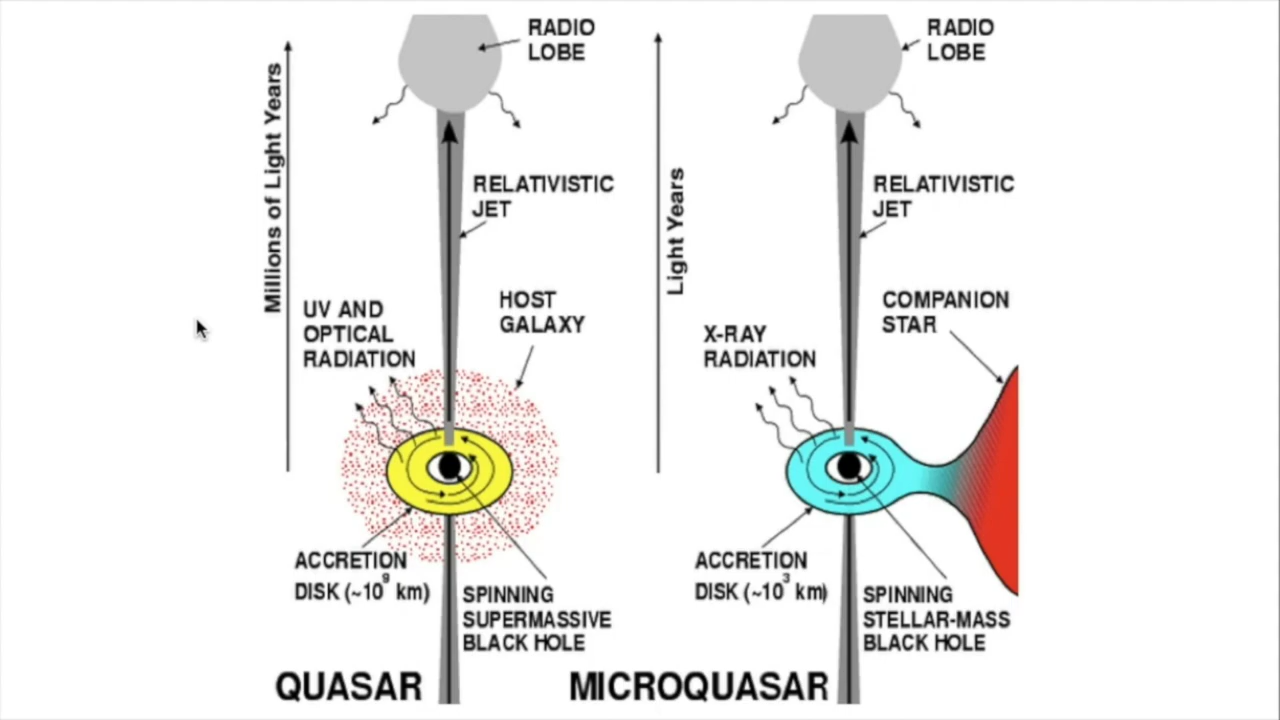 RADIO
LOBE
Millions of Light Years
RELATIVISTIC
JET
UV AND
OPTICAL
RADIATION
HOST
GALAXY
ACCRETION
DISK (~10⁹ km)
SPINNING
SUPERMASSIVE
BLACK HOLE
QUASAR
RADIO
LOBE
Light Years
RELATIVISTIC
JET
X-RAY
RADIATION
COMPANION
STAR
ACCRETION
DISK (~10³ km)
SPINNING
STELLAR-MASS
BLACK HOLE
MICROQUASAR